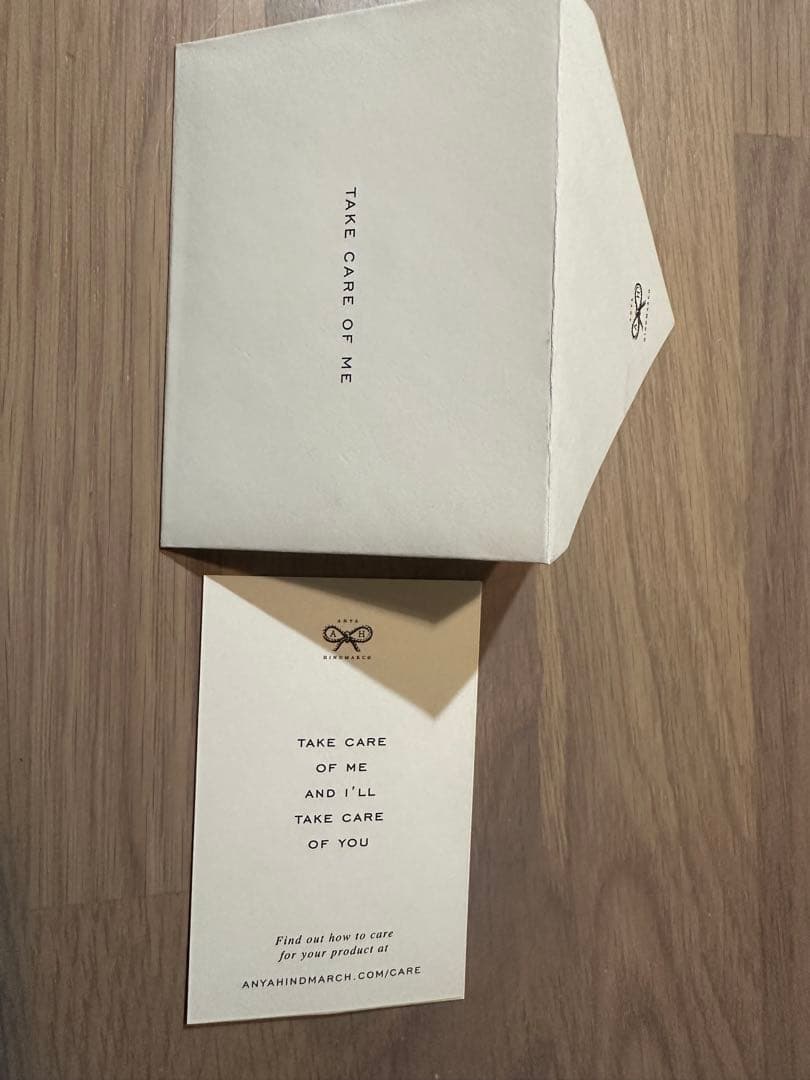 TAKE CARE OF ME
ANYA
A H
HINDMARCH
TAKE CARE
OF ME
AND I'LL
TAKE CARE
OF YOU
Find out how to care
for your product at
ANYAHINDMARCH.COM/CARE